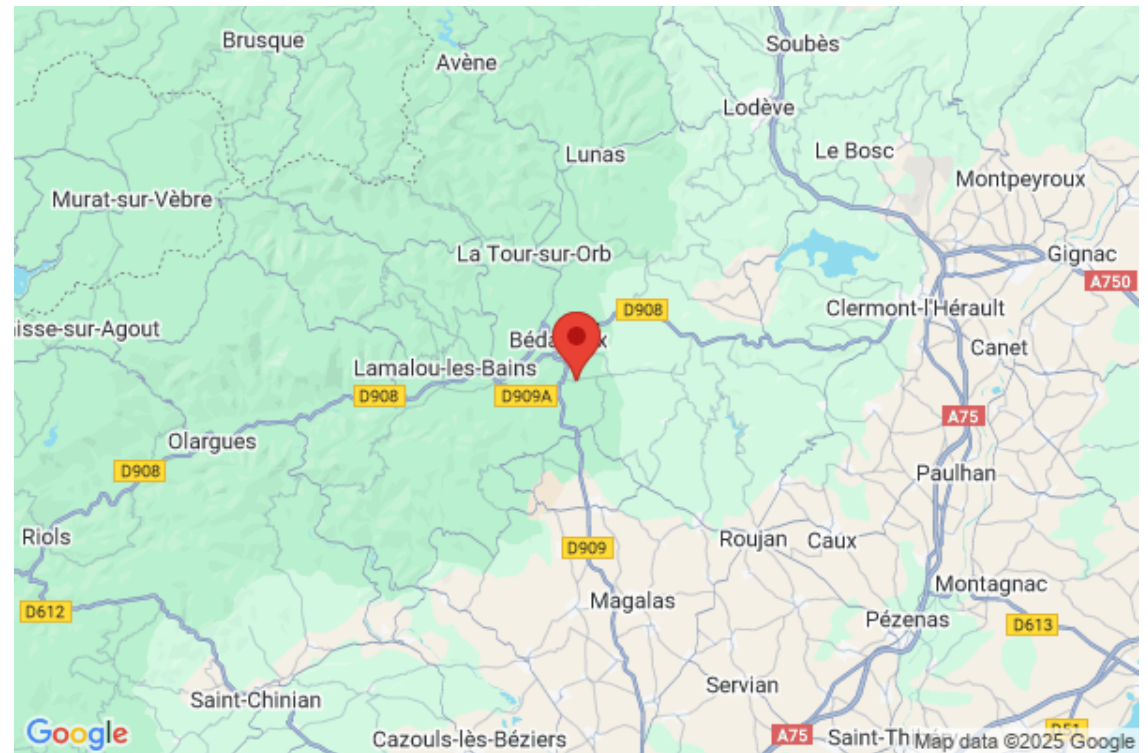 Brusque
Soubès
Avène
Lodève
Le Bosc
Lunas
Montpeyroux
Murat-sur-Vèbre
La Tour-sur-Orb
Gignac
A750
Clermont-l'Hérault
D908
isse-sur-Agout
Canet
Lamalou-les-Bains
D908
D909A
A75
Olargues
D908
Paulhan
Riols
D909
Roujan
Caux
Montagnac
D612
Magalas
Pézenas
D613
Servian
Saint-Chinian
Google
Cazouls-lès-Béziers
A75
Map data ©2025 Google